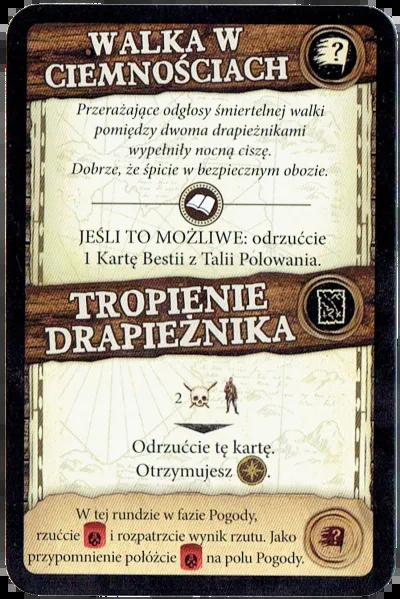 WALKA W
CIEMNOŚCIACH
?
Przerażające odgłosy śmiertelnej walki
pomiędzy dwoma drapieżnikami
wypełniły nocną ciszę.
Dobrze, że śpicie w bezpiecznym obozie.
JEŚLI TO MOŻLIWE: odrzućcie
1 Kartę Bestii z Talii Polowania.
TROPIENIE
DRAPIEŻNIKA
2
Odrzućcie tę kartę.
Otrzymujesz .
W tej rundzie w fazie Pogody,
rzućcie i rozpatrzcie wynik rzutu. Jako
przypomnienie połóżcie na polu Pogody.
?